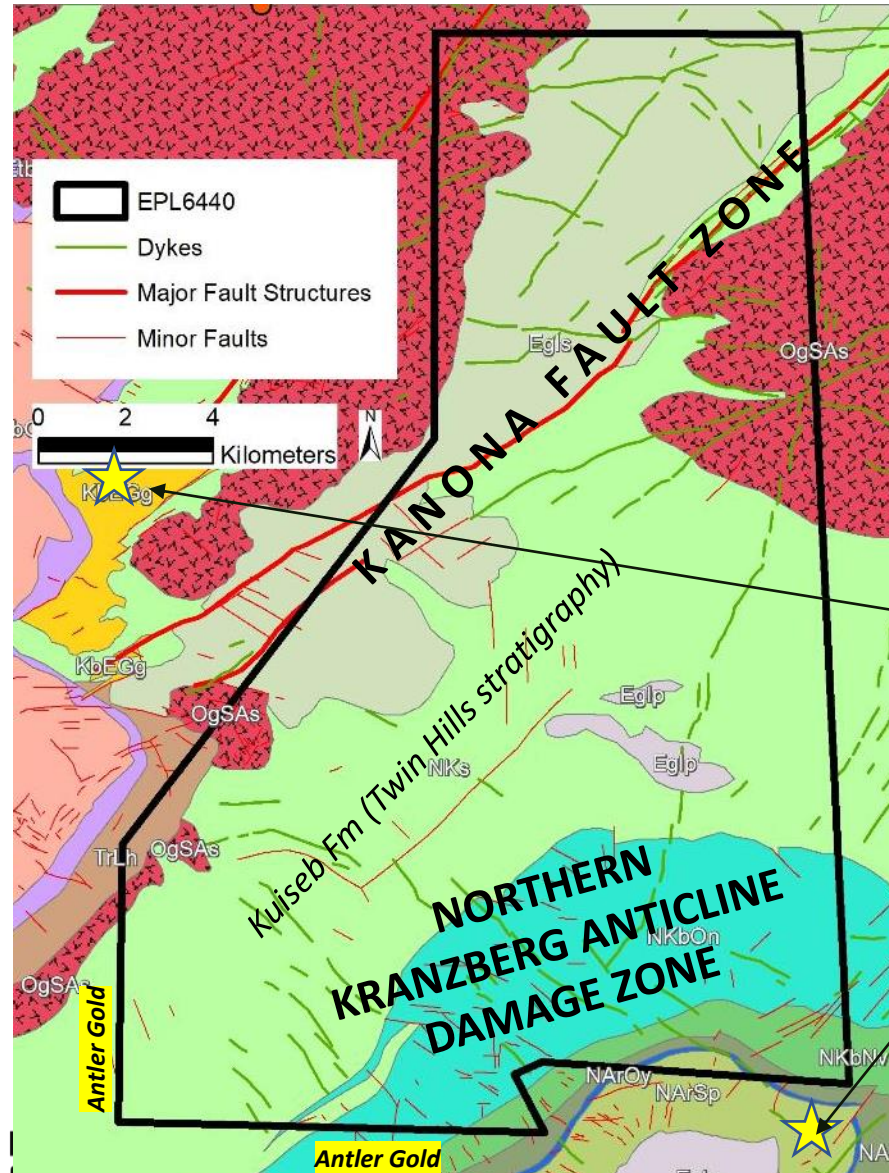 EPL6440
Dykes
Major Fault Structures
Minor Faults
0 2 4
Kilometers
N
KANONA FAULT ZONE
Egls
OgSAs
KbEGg
KbEGg
OgSAs
Eglp
Eglp
NKs
Kuiseb Fm (Twin Hills stratigraphy)
TrLh
OgSAs
NORTHERN
KRANZBERG ANTICLINE
DAMAGE ZONE
NKbOn
OgSAs
Antler Gold
NKbNv
NArOy
NArSp
Antler Gold